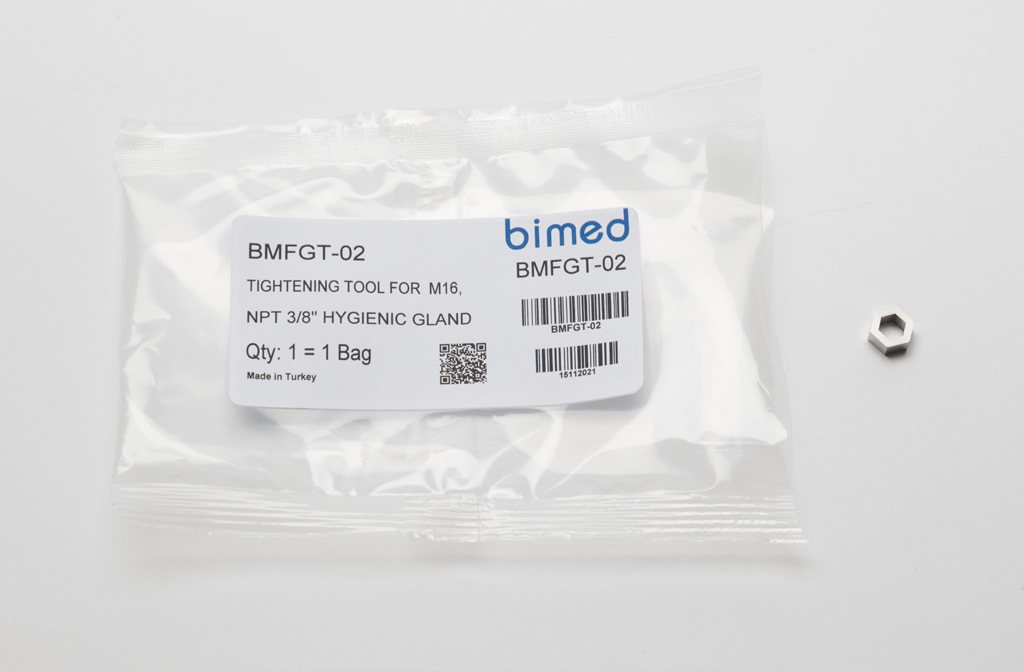 BMFGT-02
TIGHTENING TOOL FOR M16,
NPT 3/8" HYGIENIC GLAND
Qty: 1 = 1 Bag
Made in Turkey
bimed
BMFGT-02
BMFGT-02
15112021